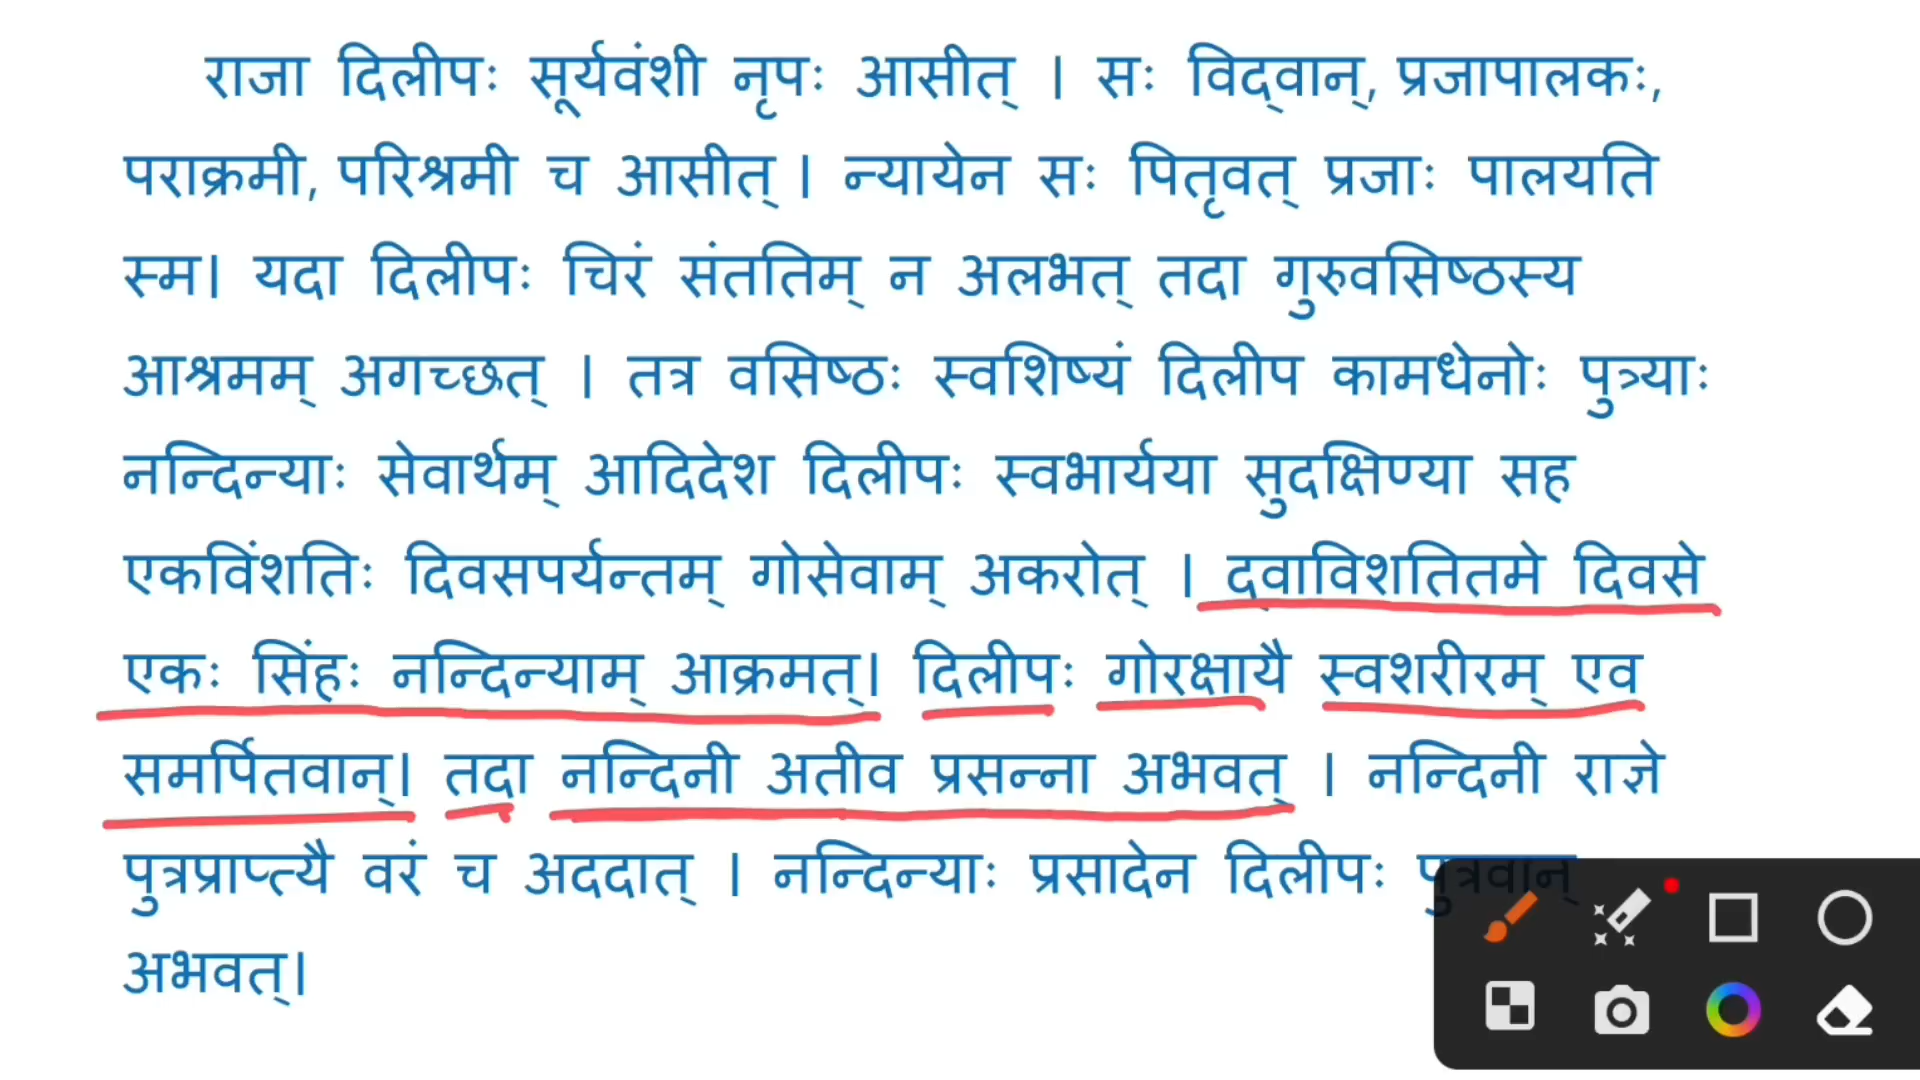 राजा दिलीपः सूर्यवंशी नृपः आसीत् । सः विद्वान्, प्रजापालकः,
पराक्रमी, परिश्रमी च आसीत् । न्यायेन सः पितृवत् प्रजाः पालयति
स्म। यदा दिलीपः चिरं संततिम् न अलभत् तदा गुरुवसिष्ठस्य
आश्रमम् अगच्छत् । तत्र वसिष्ठः स्वशिष्यं दिलीप कामधेनोः पुत्र्याः
नन्दिन्याः सेवार्थम् आदिदेश दिलीपः स्वभार्यया सुदक्षिण्या सह
एकविंशतिः दिवसपर्यन्तम् गोसेवाम् अकरोत् । द्वाविशतितमे दिवसे
एकः सिंहः नन्दिन्याम् आक्रमत्। दिलीपः गोरक्षायै स्वशरीरम् एव
समर्पितवान्। तदा नन्दिनी अतीव प्रसन्ना अभवत् । नन्दिनी राज्ञे
पुत्रप्राप्त्यै वरं च अददात् । नन्दिन्याः प्रसादेन दिलीपः पुत्रवान्
अभवत्।